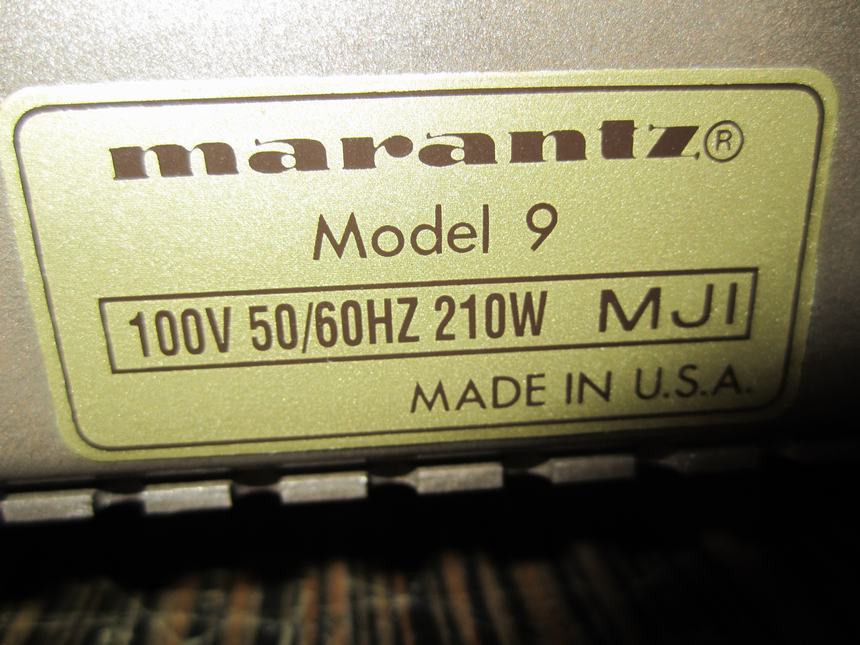 marantz®
Model 9
100V 50/60HZ 210W MJI
MADE IN U.S.A.